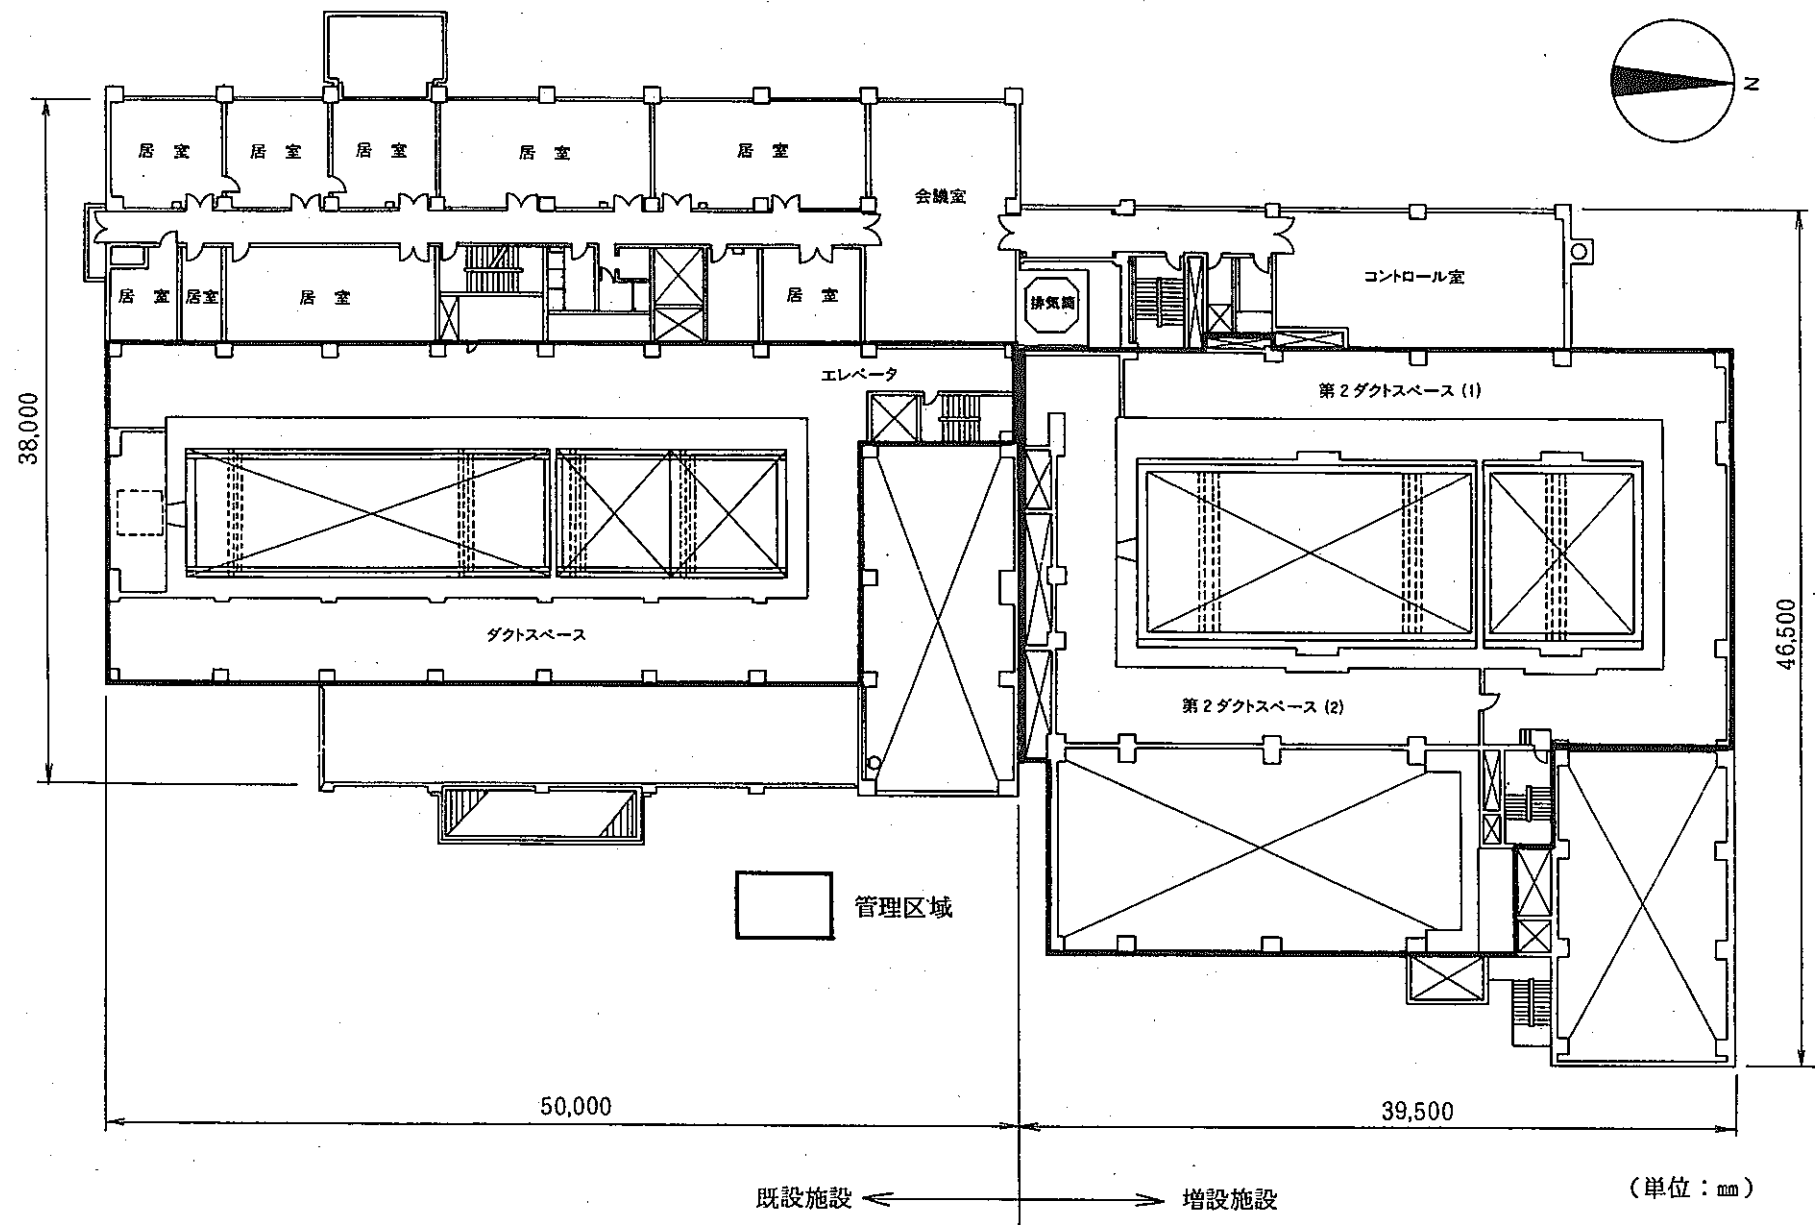 N
居 室
居 室
居 室
居 室
居 室
会議室
コントロール室
居 室
居室
居 室
居 室
排気筒
エレベータ
第2ダクトスペース (1)
38,000
ダクトスペース
46,500
第2ダクトスペース (2)
管理区域
50,000
39,500
既設施設
増設施設
(単位：㎜)